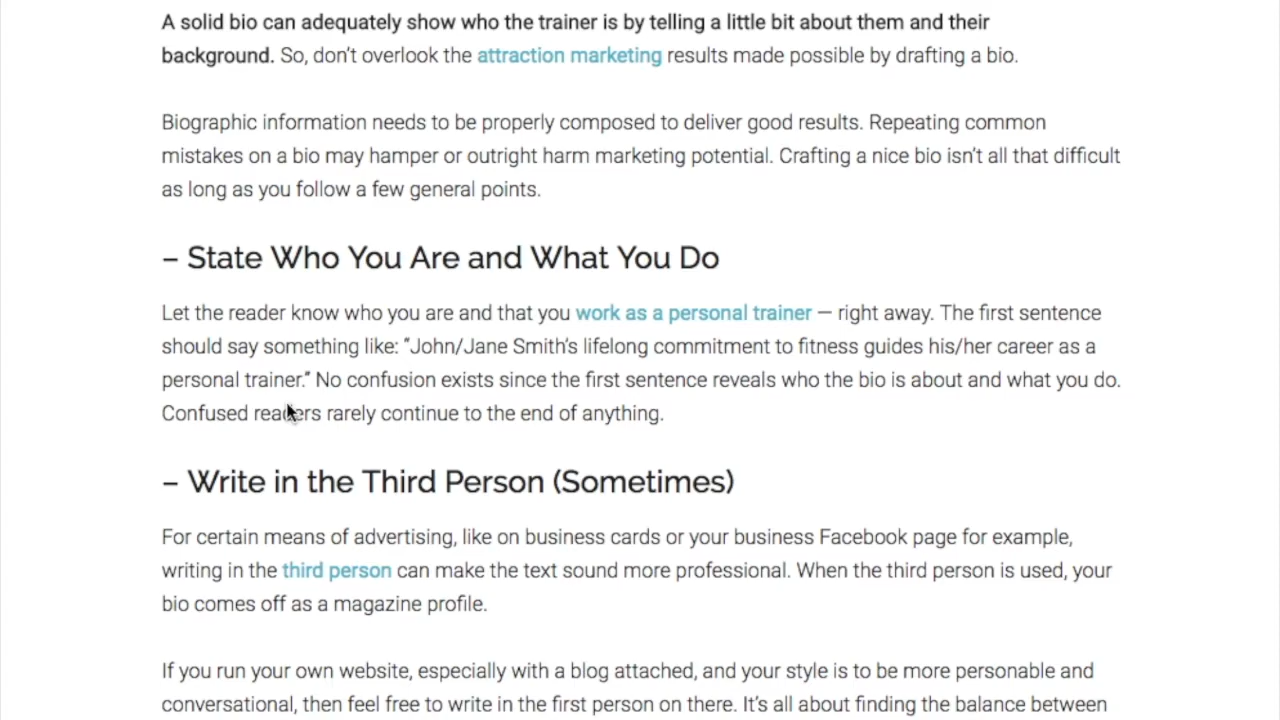 A solid bio can adequately show who the trainer is by telling a little bit about them and their
background. So, don’t overlook the attraction marketing results made possible by drafting a bio.
Biographic information needs to be properly composed to deliver good results. Repeating common
mistakes on a bio may hamper or outright harm marketing potential. Crafting a nice bio isn’t all that difficult
as long as you follow a few general points.
– State Who You Are and What You Do
Let the reader know who you are and that you work as a personal trainer — right away. The first sentence
should say something like: “John/Jane Smith’s lifelong commitment to fitness guides his/her career as a
personal trainer.” No confusion exists since the first sentence reveals who the bio is about and what you do.
Confused readers rarely continue to the end of anything.
– Write in the Third Person (Sometimes)
For certain means of advertising, like on business cards or your business Facebook page for example,
writing in the third person can make the text sound more professional. When the third person is used, your
bio comes off as a magazine profile.
If you run your own website, especially with a blog attached, and your style is to be more personable and
conversational, then feel free to write in the first person on there. It’s all about finding the balance between